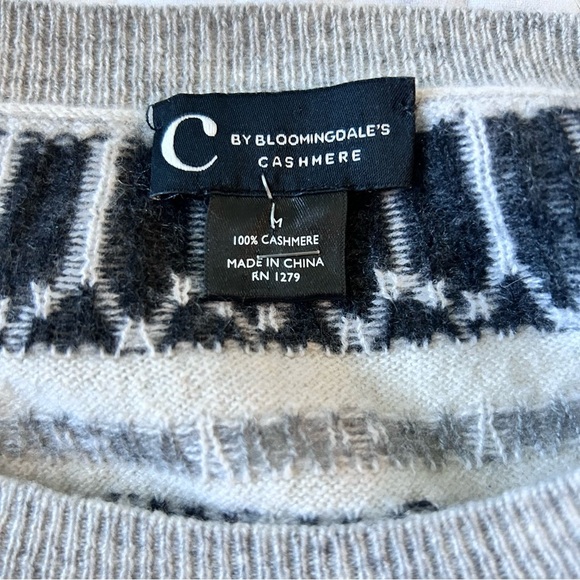 C BY BLOOMINGDALE'S
CASHMERE
M
100% CASHMERE
MADE IN CHINA
RN 1279